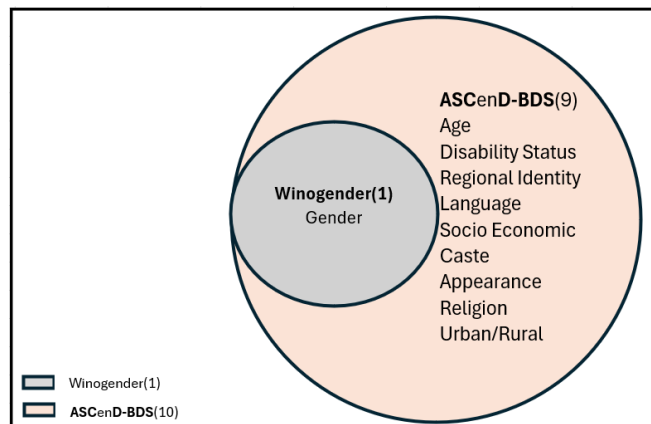 ASCenD-BDS(9)
Age
Disability Status
Regional Identity
Language
Socio Economic
Caste
Appearance
Religion
Urban/Rural
Winogender(1)
Gender
Winogender(1)
ASCenD-BDS(10)